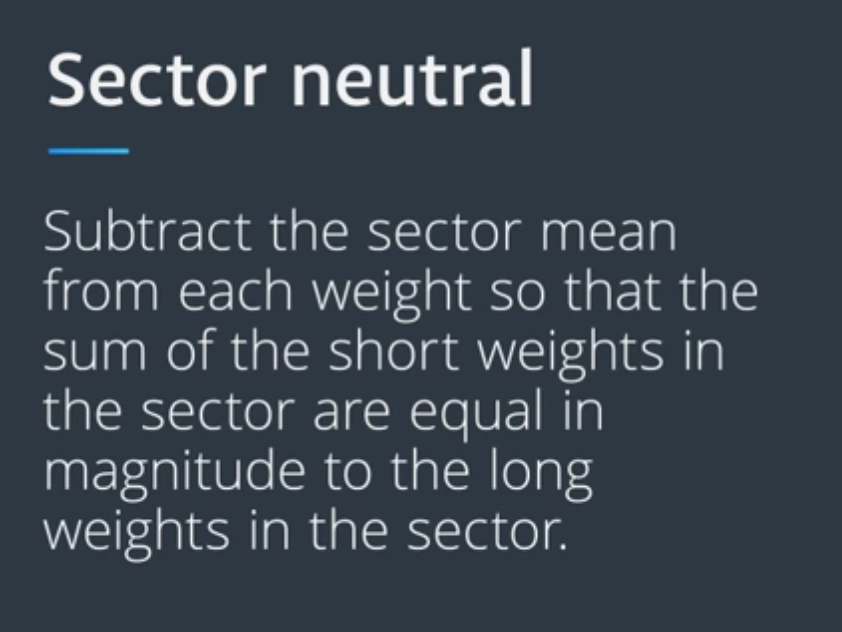 Sector neutral
Subtract the sector mean
from each weight so that the
sum of the short weights in
the sector are equal in
magnitude to the long
weights in the sector.